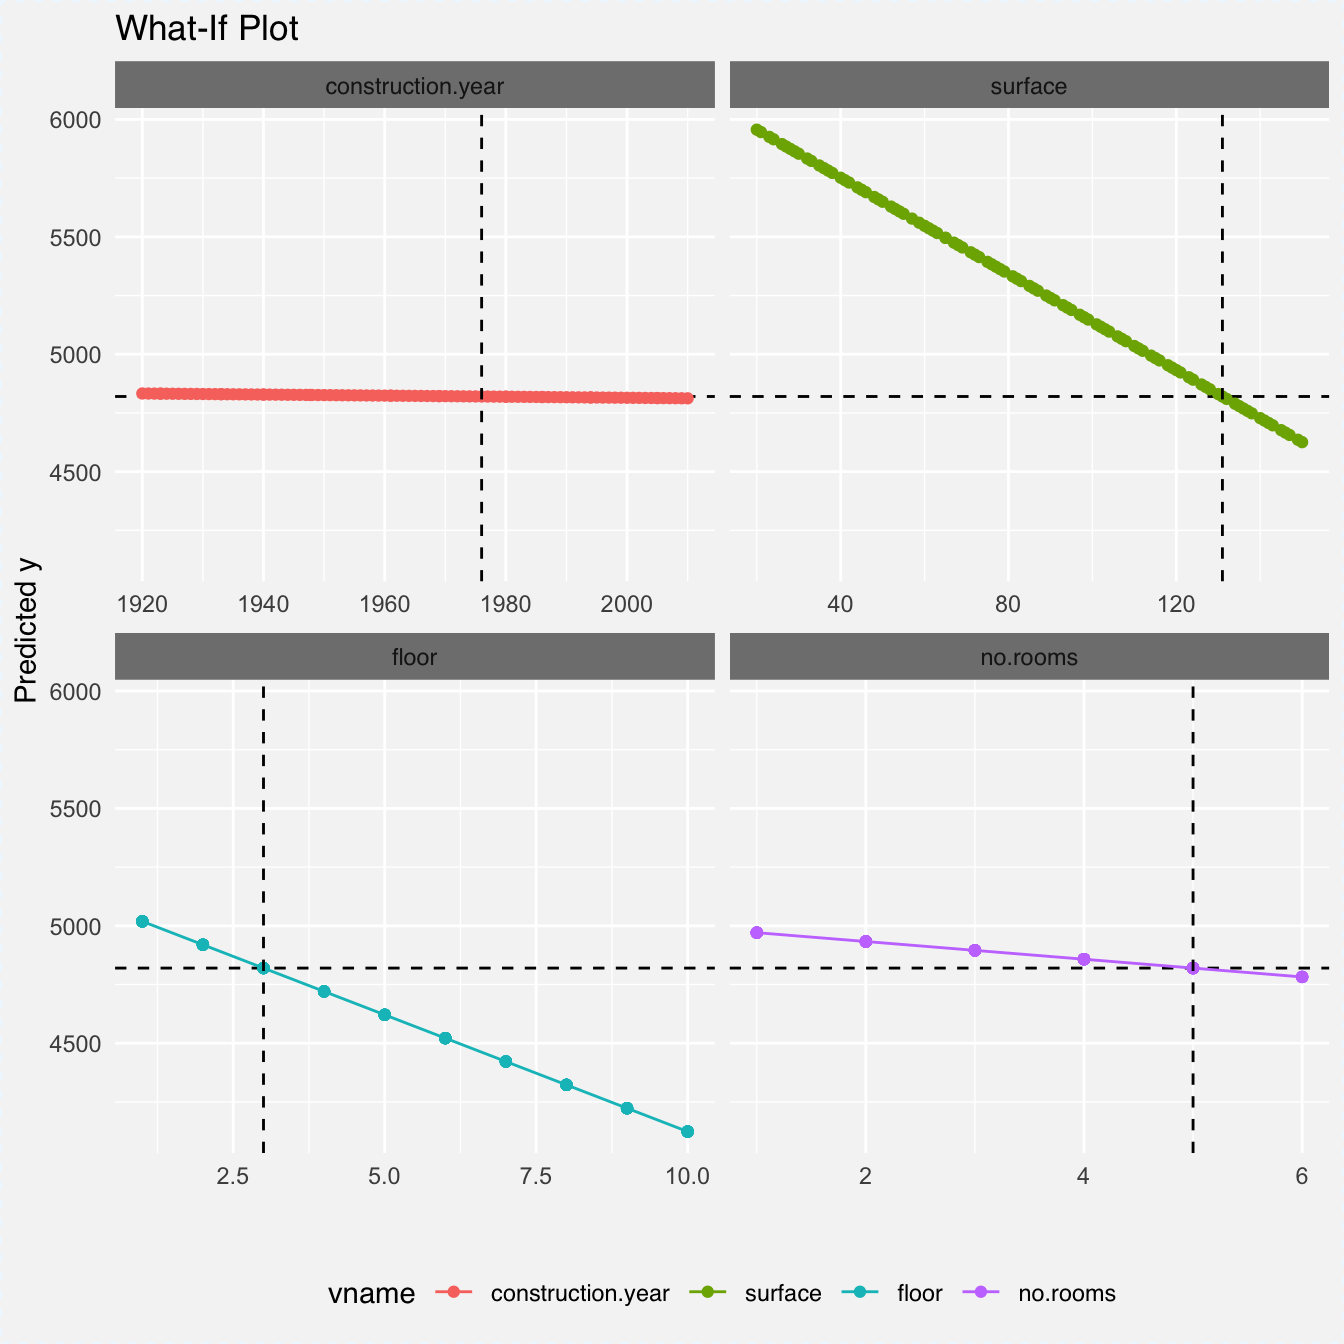 What-If Plot
construction.year surface
6000
5500
5000
4500
1920 1940 1960 1980 2000 40 80 120
Predicted y
floor no.rooms
6000
5500
5000
4500
2.5 5.0 7.5 10.0 2 4 6
vname construction.year surface floor no.rooms